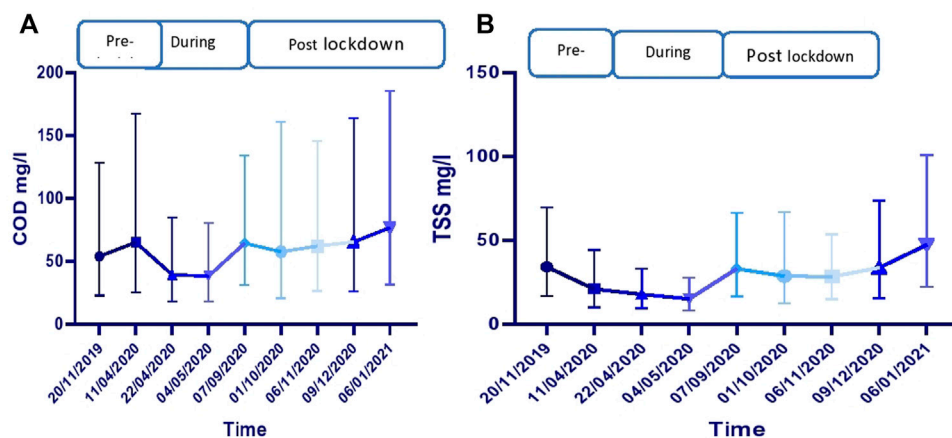 A
Pre-
During
Post lockdown
200
150
100
50
0
COD mg/l
20/11/2019
11/04/2020
22/04/2020
04/05/2020
07/09/2020
01/10/2020
06/11/2020
09/12/2020
06/01/2021
Time
B
Pre-
During
Post lockdown
150
100
50
0
TSS mg/l
20/11/2019
11/04/2020
22/04/2020
04/05/2020
07/09/2020
01/10/2020
06/11/2020
09/12/2020
06/01/2021
Time